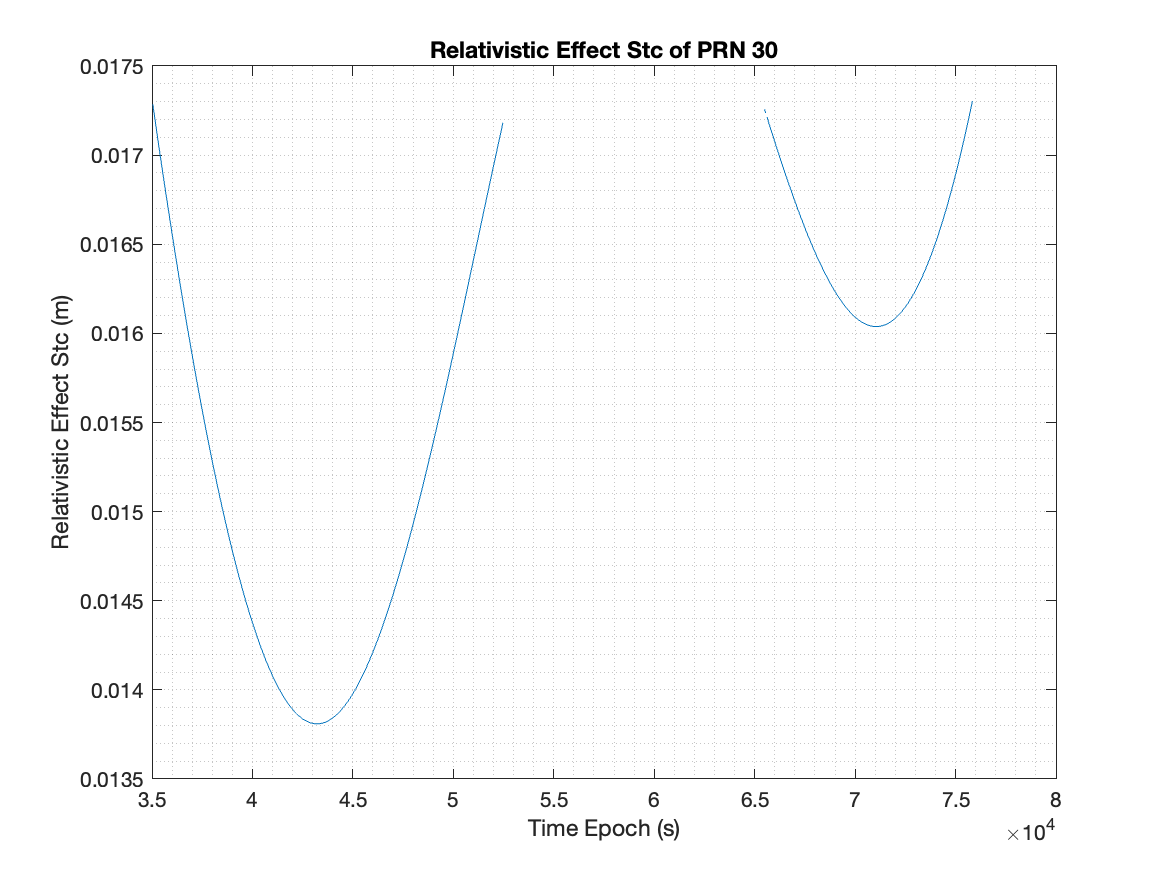 Relativistic Effect Stc of PRN 30
0.0175
0.017
0.0165
0.016
0.0155
0.015
0.0145
0.014
0.0135
Relativistic Effect Stc (m)
3.5 4 4.5 5 5.5 6 6.5 7 7.5 8
Time Epoch (s)
×10⁴